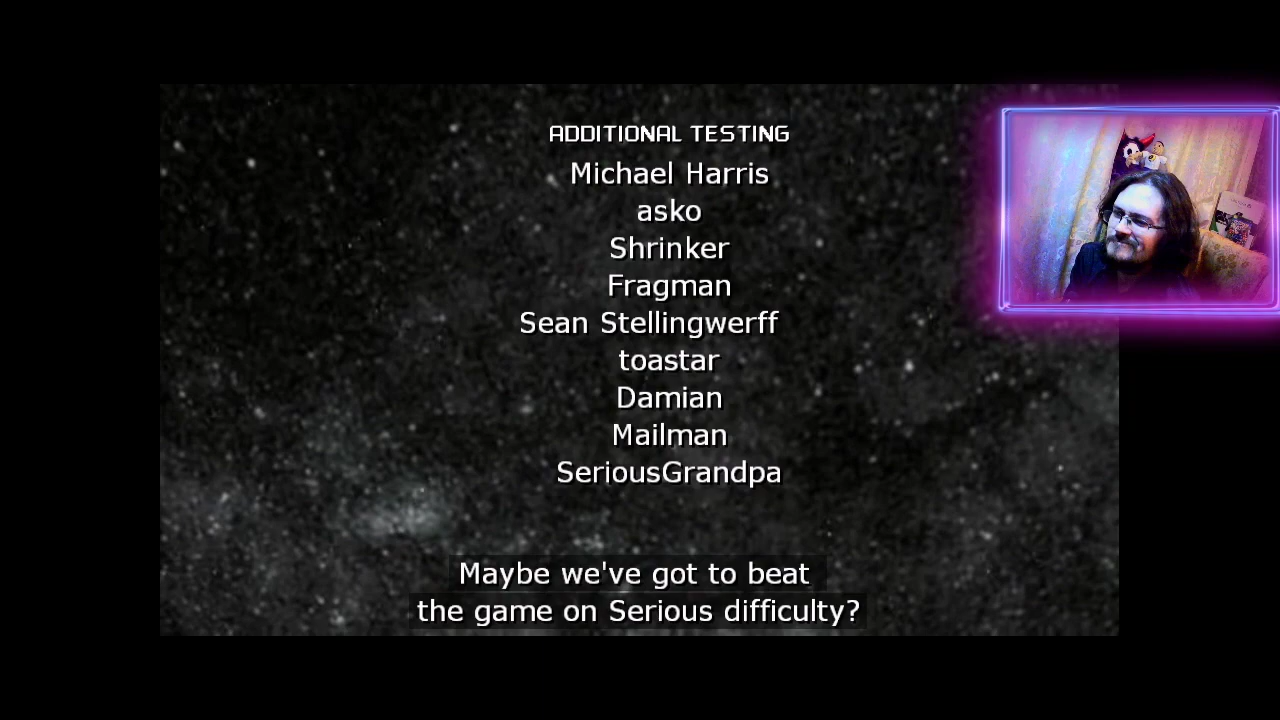 ADDITIONAL TESTING
Michael Harris
asko
Shrinker
Fragman
Sean Stellingwerff
toastar
Damian
Mailman
SeriousGrandpa
Maybe we've got to beat
the game on Serious difficulty?